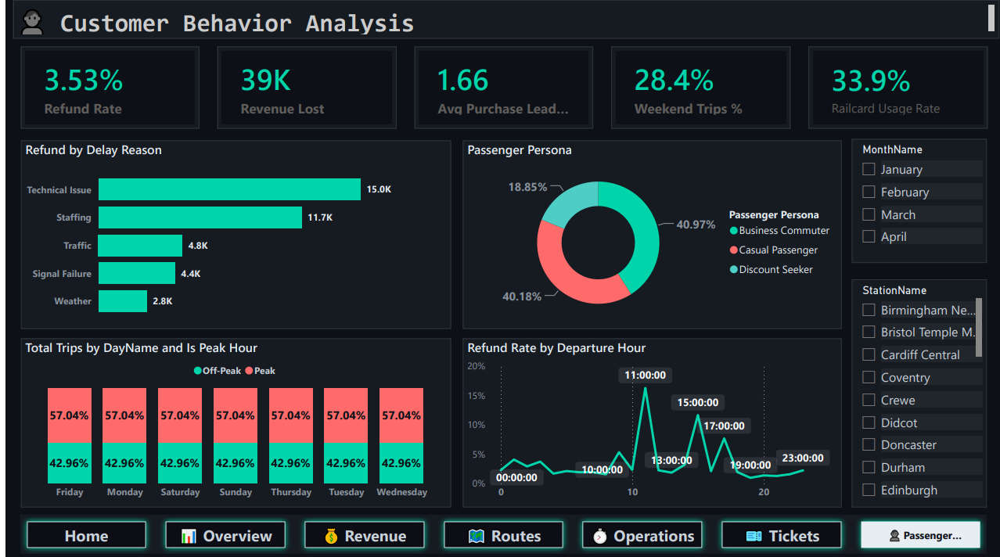 Customer Behavior Analysis
3.53%
Refund Rate
39K
Revenue Lost
1.66
Avg Purchase Lead...
28.4%
Weekend Trips %
33.9%
Railcard Usage Rate
Refund by Delay Reason
Technical Issue 15.0K
Staffing 11.7K
Traffic 4.8K
Signal Failure 4.4K
Weather 2.8K
Passenger Persona
18.85%
40.97%
40.18%
Passenger Persona
Business Commuter
Casual Passenger
Discount Seeker
MonthName
January
February
March
April
StationName
Birmingham Ne...
Bristol Temple M...
Cardiff Central
Coventry
Crewe
Didcot
Doncaster
Durham
Edinburgh
Total Trips by DayName and Is Peak Hour
Off-Peak Peak
57.04% 57.04% 57.04% 57.04% 57.04% 57.04% 57.04%
42.96% 42.96% 42.96% 42.96% 42.96% 42.96% 42.96%
Friday Monday Saturday Sunday Thursday Tuesday Wednesday
Refund Rate by Departure Hour
20%
15%
10%
5%
0%
11:00:00
15:00:00
17:00:00
13:00:00
23:00:00
19:00:00
10:00:00
00:00:00
0 10 20
Home Overview Revenue Routes Operations Tickets Passenger...